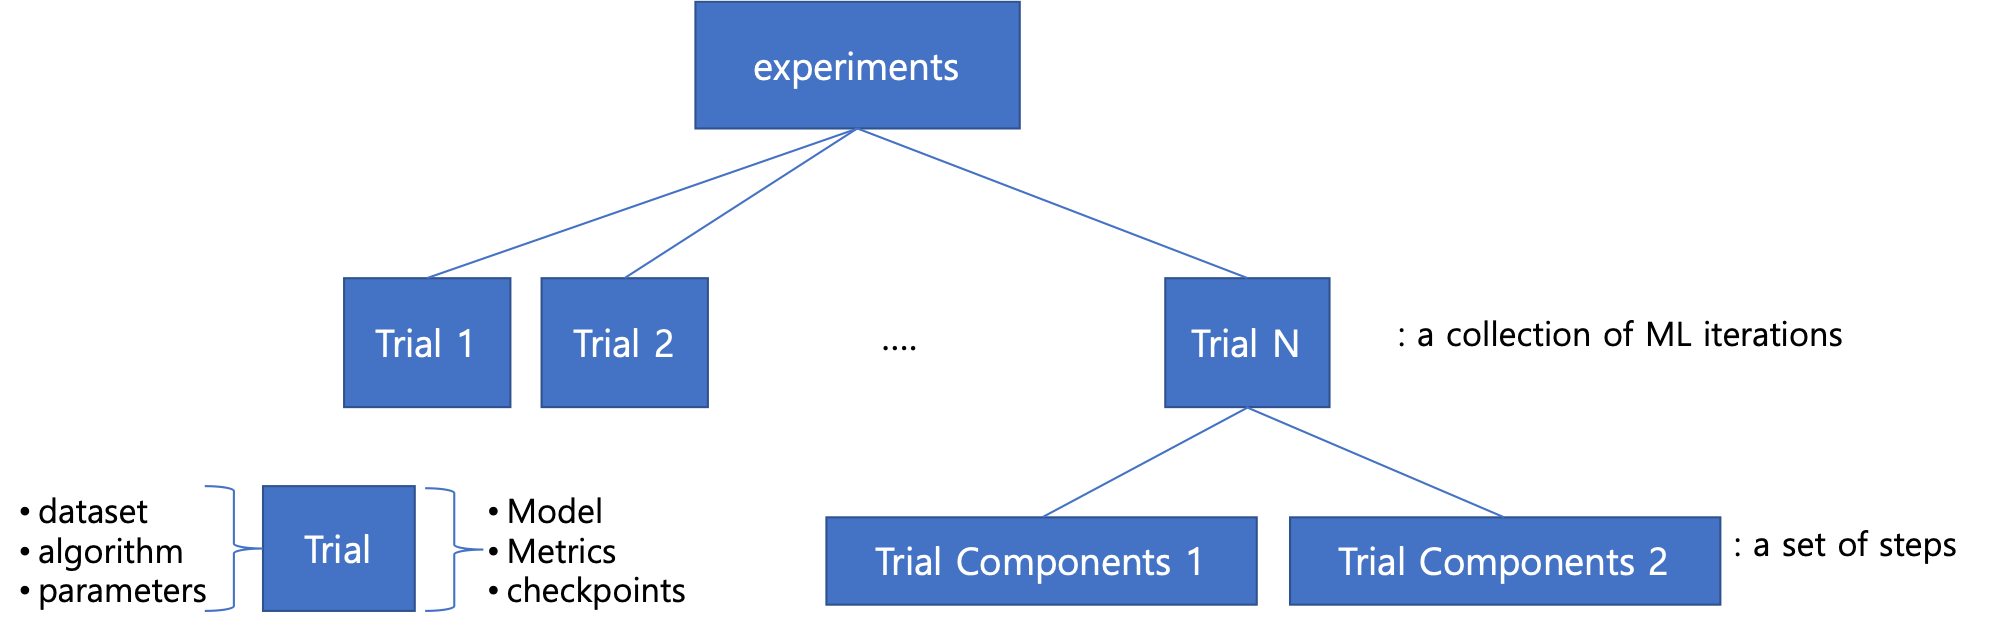 experiments
Trial 1
Trial 2
....
Trial N
: a collection of ML iterations
• dataset
• algorithm
• parameters
Trial
• Model
• Metrics
• checkpoints
Trial Components 1
Trial Components 2
: a set of steps